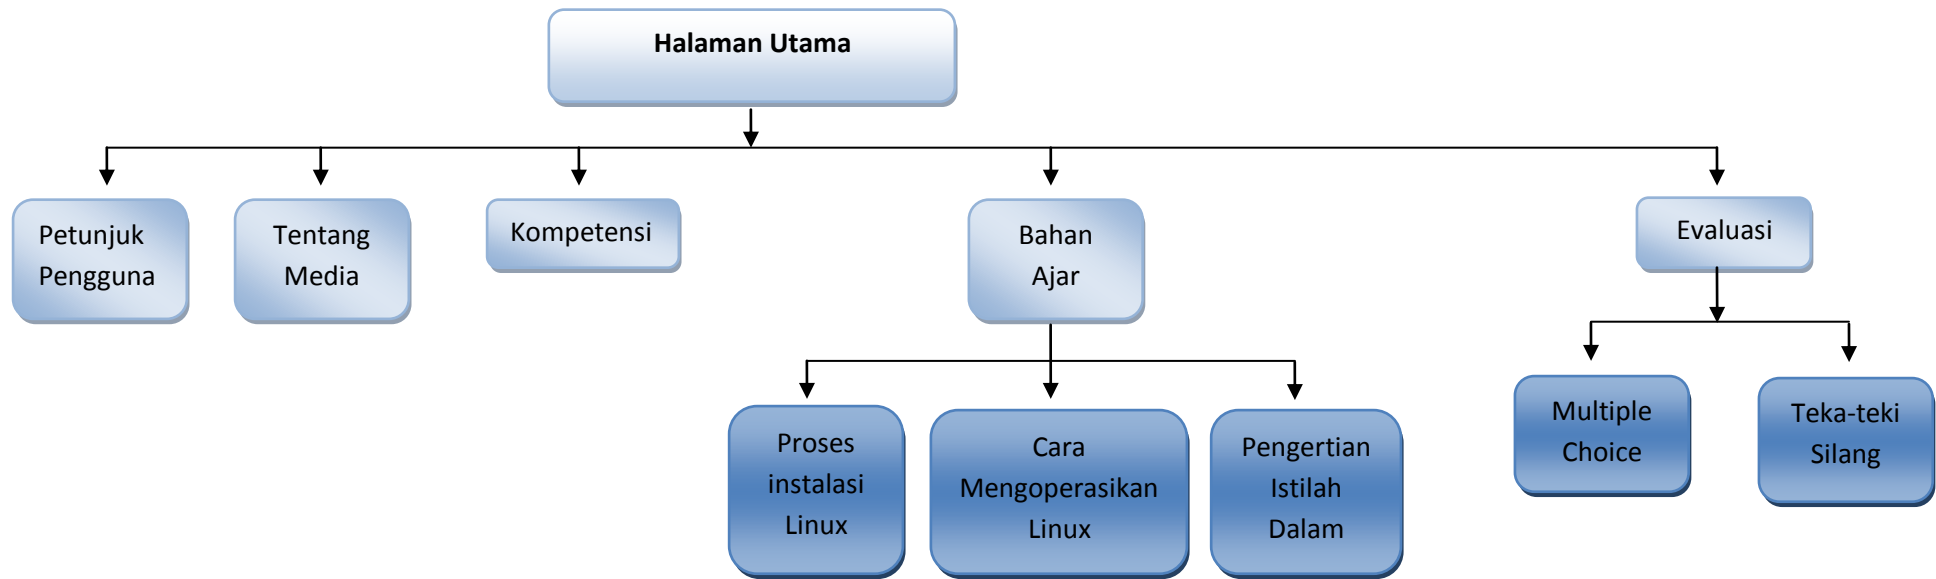 Halaman Utama
Petunjuk
Pengguna
Tentang
Media
Kompetensi
Bahan
Ajar
Evaluasi
Proses
instalasi
Linux
Cara
Mengoperasikan
Linux
Pengertian
Istilah
Dalam
Multiple
Choice
Teka-teki
Silang